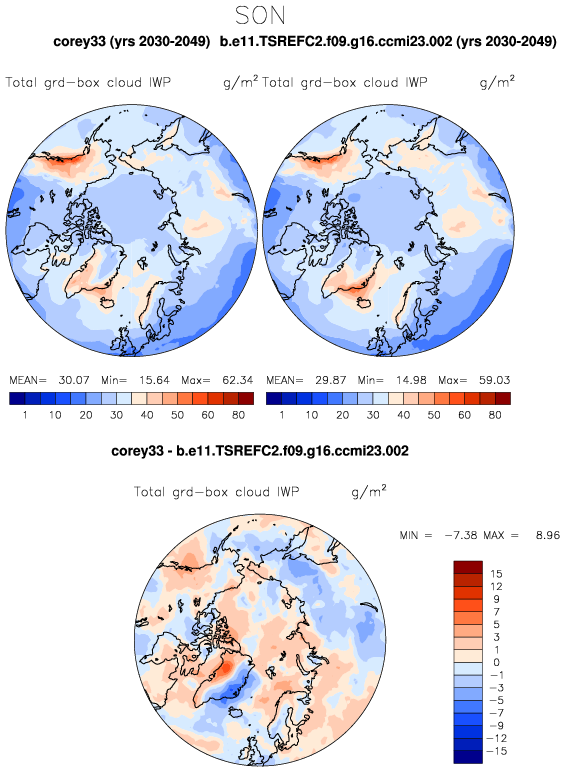 SON
corey33 (yrs 2030-2049) b.e11.TSREFC2.f09.g16.ccmi23.002 (yrs 2030-2049)
Total grd-box cloud IWP g/m² Total grd-box cloud IWP g/m²
MEAN= 30.07 Min= 15.64 Max= 62.34 MEAN= 29.87 Min= 14.98 Max= 59.03
1 10 20 30 40 50 60 80 1 10 20 30 40 50 60 80
corey33 - b.e11.TSREFC2.f09.g16.ccmi23.002
Total grd-box cloud IWP g/m²
MIN = -7.38 MAX = 8.96
15
12
9
7
5
3
1
0
-1
-3
-5
-7
-9
-12
-15